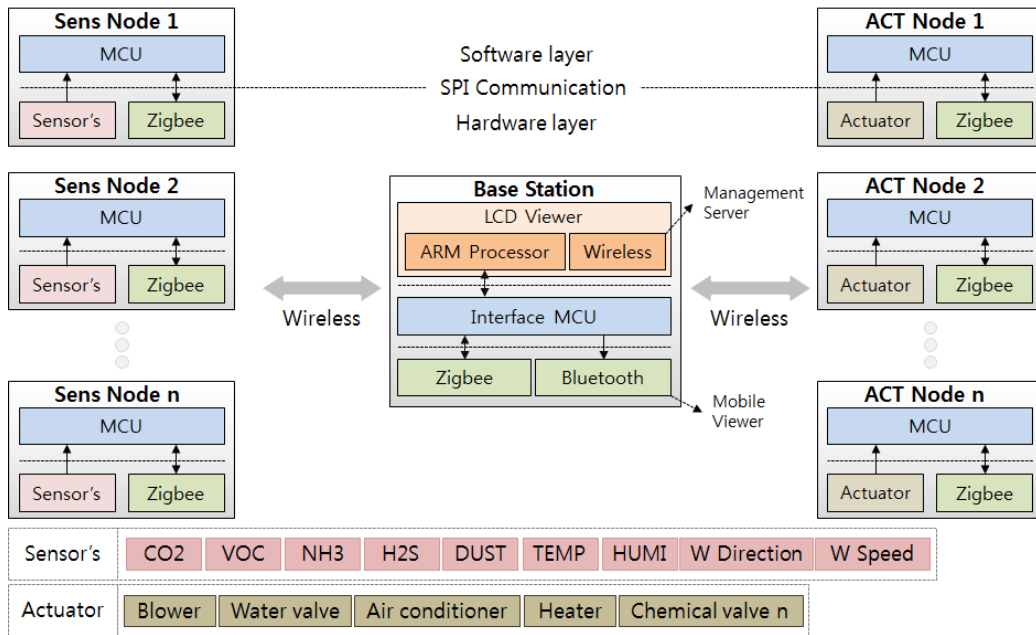 Sens Node 1
MCU
Sensor's
Zigbee
Software layer
SPI Communication
Hardware layer
ACT Node 1
MCU
Actuator
Zigbee
Sens Node 2
MCU
Sensor's
Zigbee
Wireless
Base Station
LCD Viewer
ARM Processor
Wireless
Interface MCU
Zigbee
Bluetooth
Management
Server
Mobile
Viewer
Wireless
ACT Node 2
MCU
Actuator
Zigbee
Sens Node n
MCU
Sensor's
Zigbee
ACT Node n
MCU
Actuator
Zigbee
Sensor's CO2 VOC NH3 H2S DUST TEMP HUMI W Direction W Speed
Actuator Blower Water valve Air conditioner Heater Chemical valve n